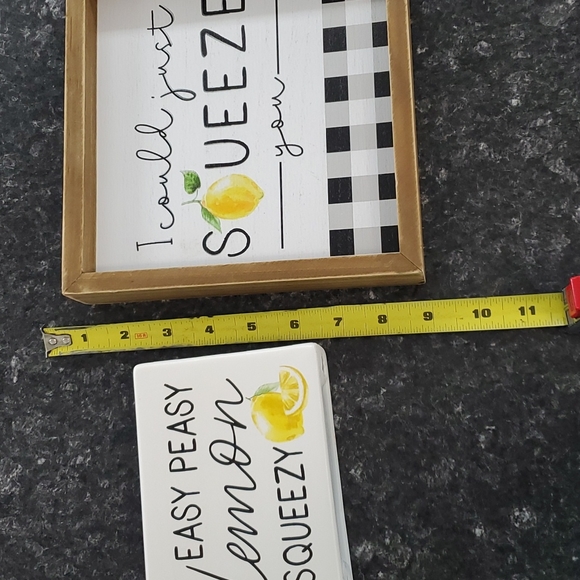 I could just
SQUEEZE
you
1 2 3 4 5 6 7 8 9 10 11
EASY PEASY
Lemon
SQUEEZY